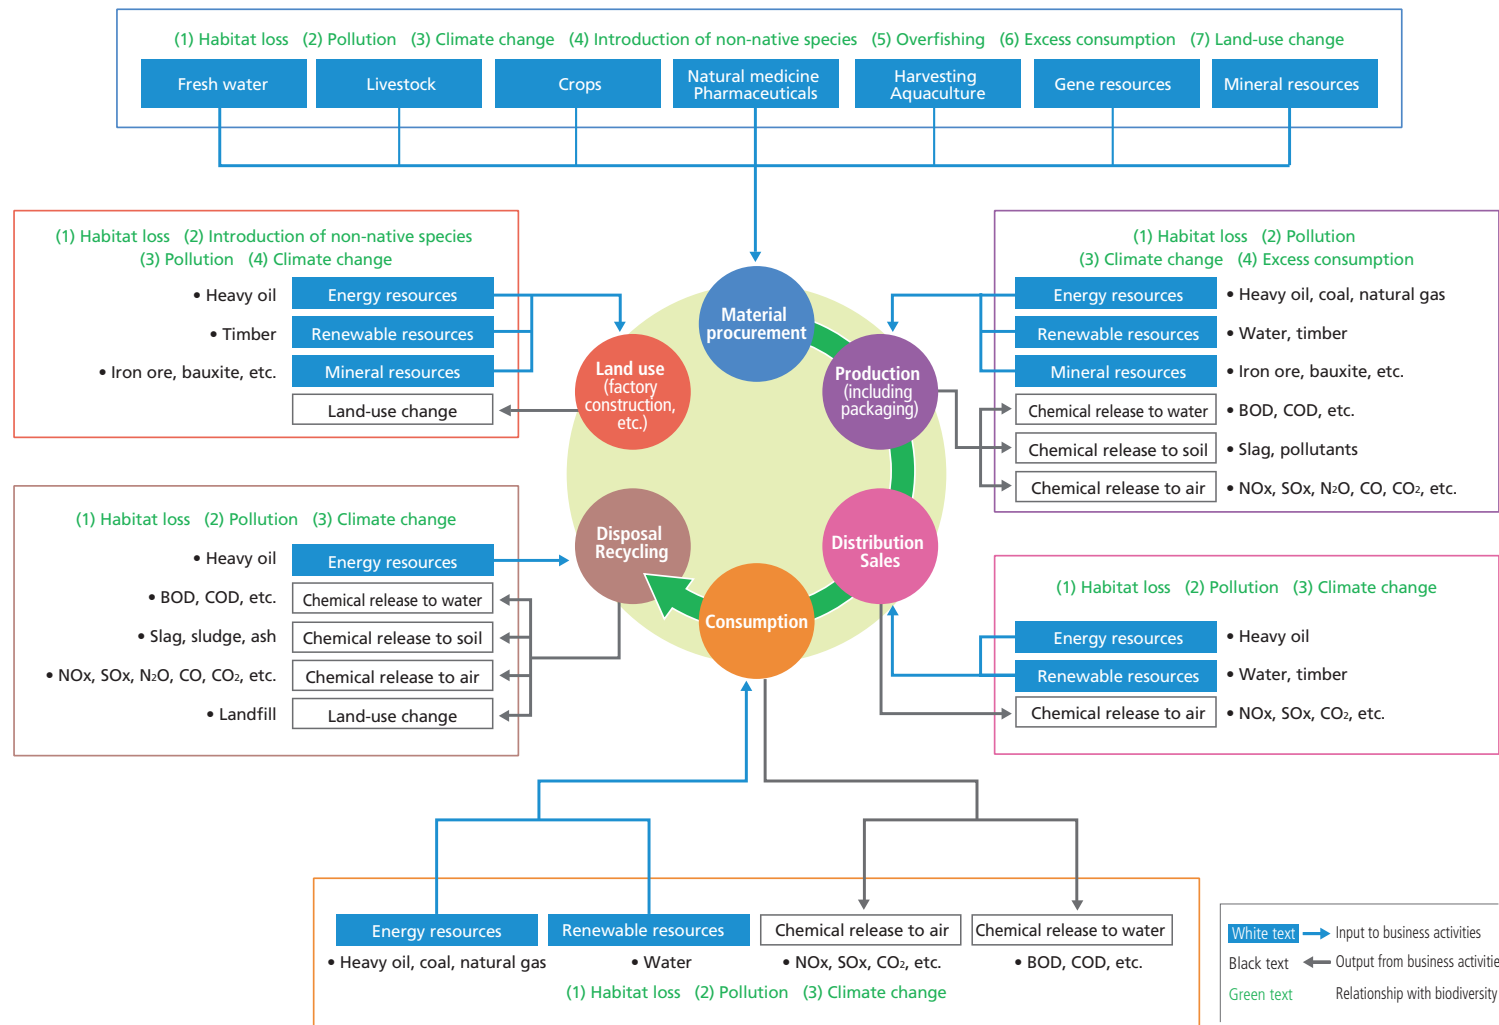 (1) Habitat loss (2) Pollution (3) Climate change (4) Introduction of non-native species (5) Overfishing (6) Excess consumption (7) Land-use change
Fresh water
Livestock
Crops
Natural medicine
Pharmaceuticals
Harvesting
Aquaculture
Gene resources
Mineral resources
(1) Habitat loss (2) Introduction of non-native species
(3) Pollution (4) Climate change
• Heavy oil Energy resources
• Timber Renewable resources
• Iron ore, bauxite, etc. Mineral resources
Land-use change
Material
procurement
Land use
(factory
construction,
etc.)
Production
(including
packaging)
Disposal
Recycling
Distribution
Sales
Consumption
(1) Habitat loss (2) Pollution
(3) Climate change (4) Excess consumption
Energy resources • Heavy oil, coal, natural gas
Renewable resources • Water, timber
Mineral resources • Iron ore, bauxite, etc.
Chemical release to water • BOD, COD, etc.
Chemical release to soil • Slag, pollutants
Chemical release to air • NOx, SOx, N2O, CO, CO2, etc.
(1) Habitat loss (2) Pollution (3) Climate change
• Heavy oil Energy resources
• BOD, COD, etc. Chemical release to water
• Slag, sludge, ash Chemical release to soil
• NOx, SOx, N2O, CO, CO2, etc. Chemical release to air
• Landfill Land-use change
(1) Habitat loss (2) Pollution (3) Climate change
Energy resources • Heavy oil
Renewable resources • Water, timber
Chemical release to air • NOx, SOx, CO2, etc.
Energy resources
Renewable resources
Chemical release to air
Chemical release to water
• Heavy oil, coal, natural gas
• Water
• NOx, SOx, CO2, etc.
• BOD, COD, etc.
(1) Habitat loss (2) Pollution (3) Climate change
White text Input to business activities
Black text Output from business activitie
Green text Relationship with biodiversity